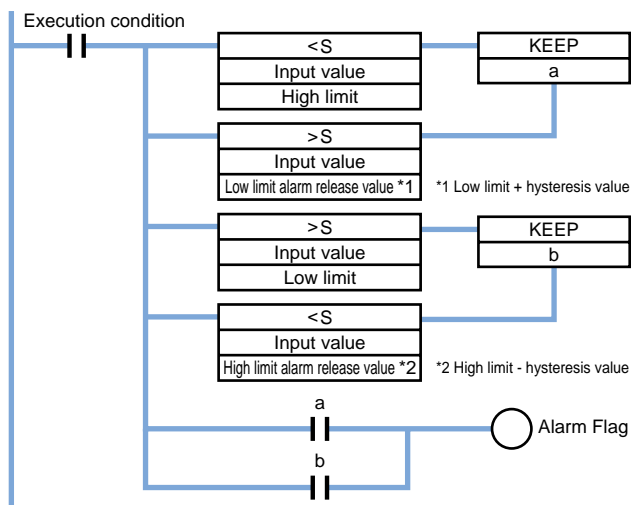 Execution condition
<S
KEEP
Input value
a
High limit
>S
Input value
Low limit alarm release value *1
*1 Low limit + hysteresis value
>S
KEEP
Input value
b
Low limit
<S
Input value
High limit alarm release value *2
*2 High limit - hysteresis value
a
Alarm Flag
b